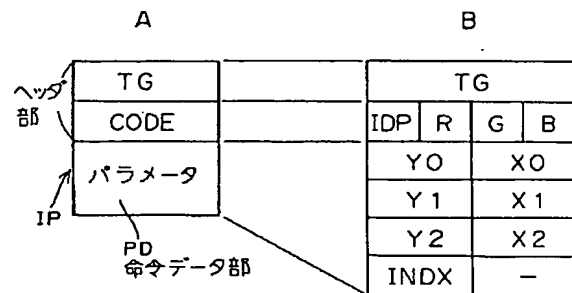 A B
ヘッダ部 TG TG
CODE IDP R G B
パラメータ Y0 X0
Y1 X1
IP Y2 X2
PD INDX －
命令データ部